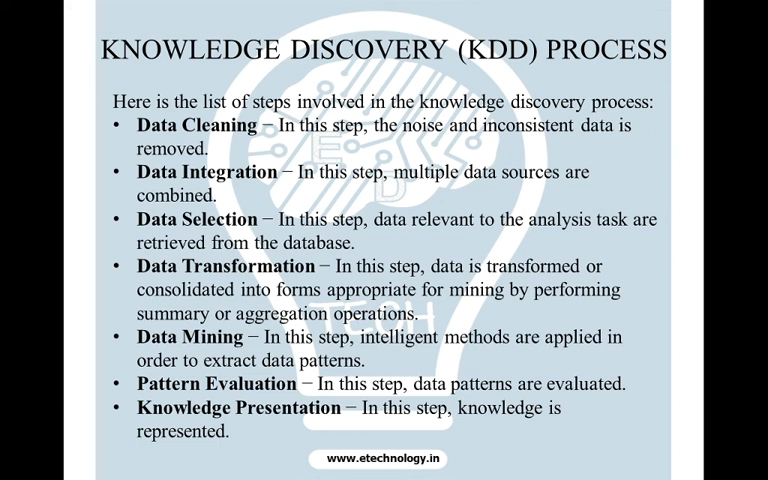 KNOWLEDGE DISCOVERY (KDD) PROCESS
Here is the list of steps involved in the knowledge discovery process:
• Data Cleaning − In this step, the noise and inconsistent data is
removed.
• Data Integration − In this step, multiple data sources are
combined.
• Data Selection − In this step, data relevant to the analysis task are
retrieved from the database.
• Data Transformation − In this step, data is transformed or
consolidated into forms appropriate for mining by performing
summary or aggregation operations.
• Data Mining − In this step, intelligent methods are applied in
order to extract data patterns.
• Pattern Evaluation − In this step, data patterns are evaluated.
• Knowledge Presentation − In this step, knowledge is
represented.
E
D
TECH
www.etechnology.in